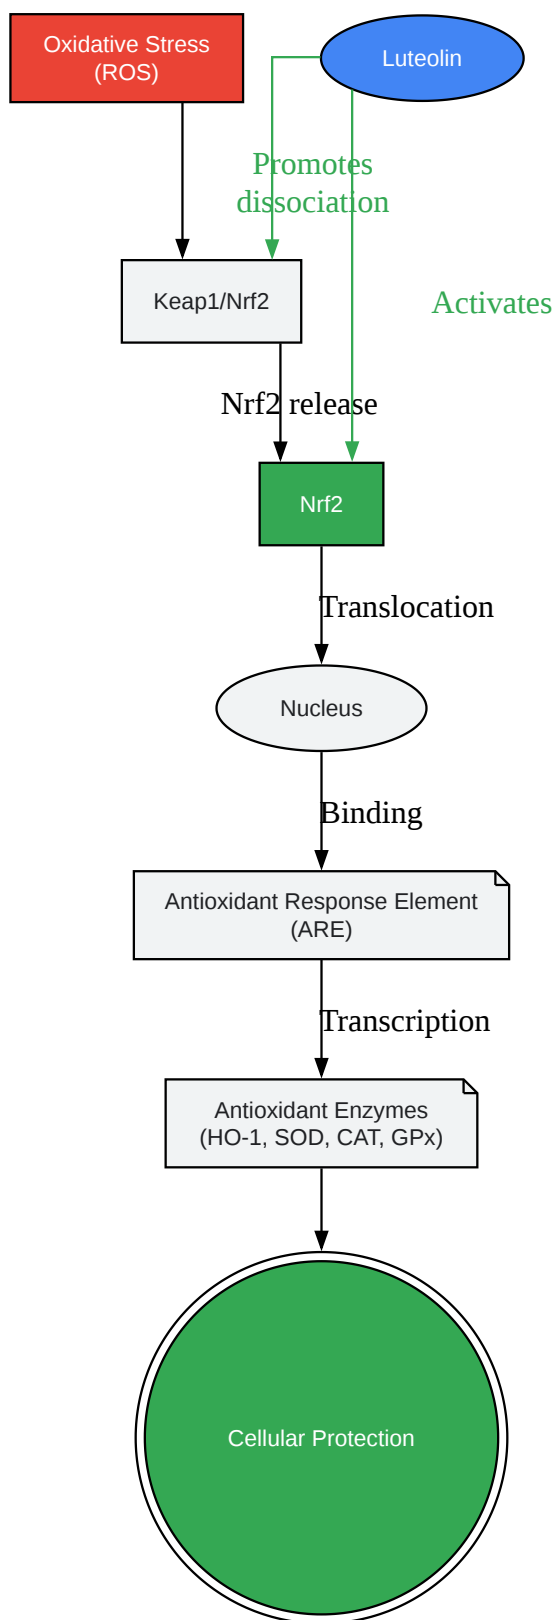 Oxidative Stress
(ROS)
Luteolin
Promotes
dissociation
Keap1/Nrf2
Activates
Nrf2 release
Nrf2
Translocation
Nucleus
Binding
Antioxidant Response Element
(ARE)
Transcription
Antioxidant Enzymes
(HO-1, SOD, CAT, GPx)
Cellular Protection